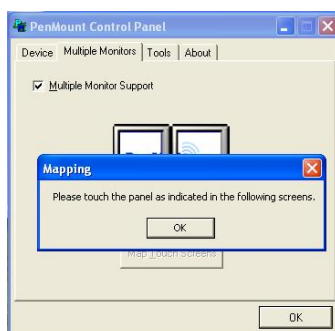 PenMount Control Panel
Device Multiple Monitors Tools About
Multiple Monitor Support
Mapping
Please touch the panel as indicated in the following screens.
OK
Map Touch Screens
OK